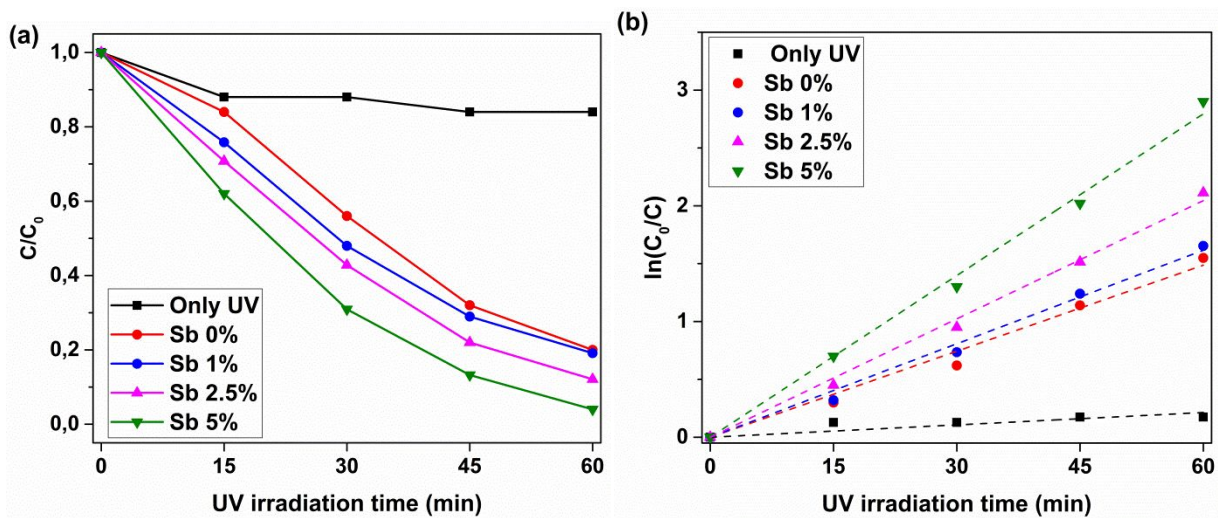 (a)
1,0
0,8
0,6
0,4
0,2
0,0
C/C₀
Only UV
Sb 0%
Sb 1%
Sb 2.5%
Sb 5%
0 15 30 45 60
UV irradiation time (min)
(b)
3
2
1
0
ln(C₀/C)
Only UV
Sb 0%
Sb 1%
Sb 2.5%
Sb 5%
0 15 30 45 60
UV irradiation time (min)